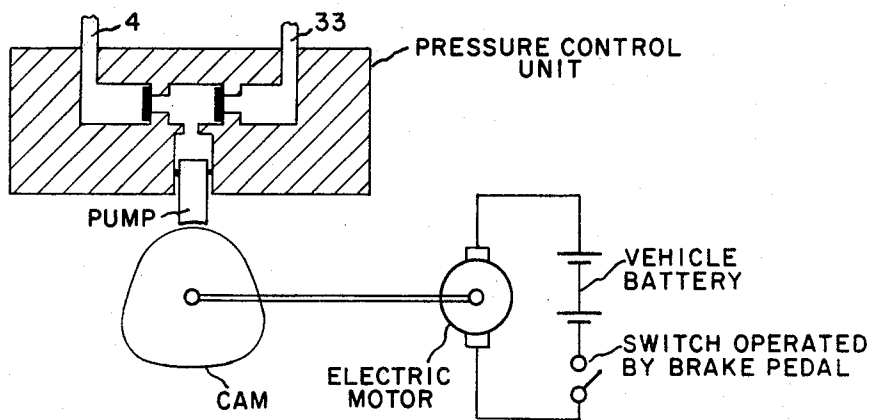 4
33
PRESSURE CONTROL
UNIT
PUMP
VEHICLE
BATTERY
SWITCH OPERATED
BY BRAKE PEDAL
ELECTRIC
MOTOR
CAM